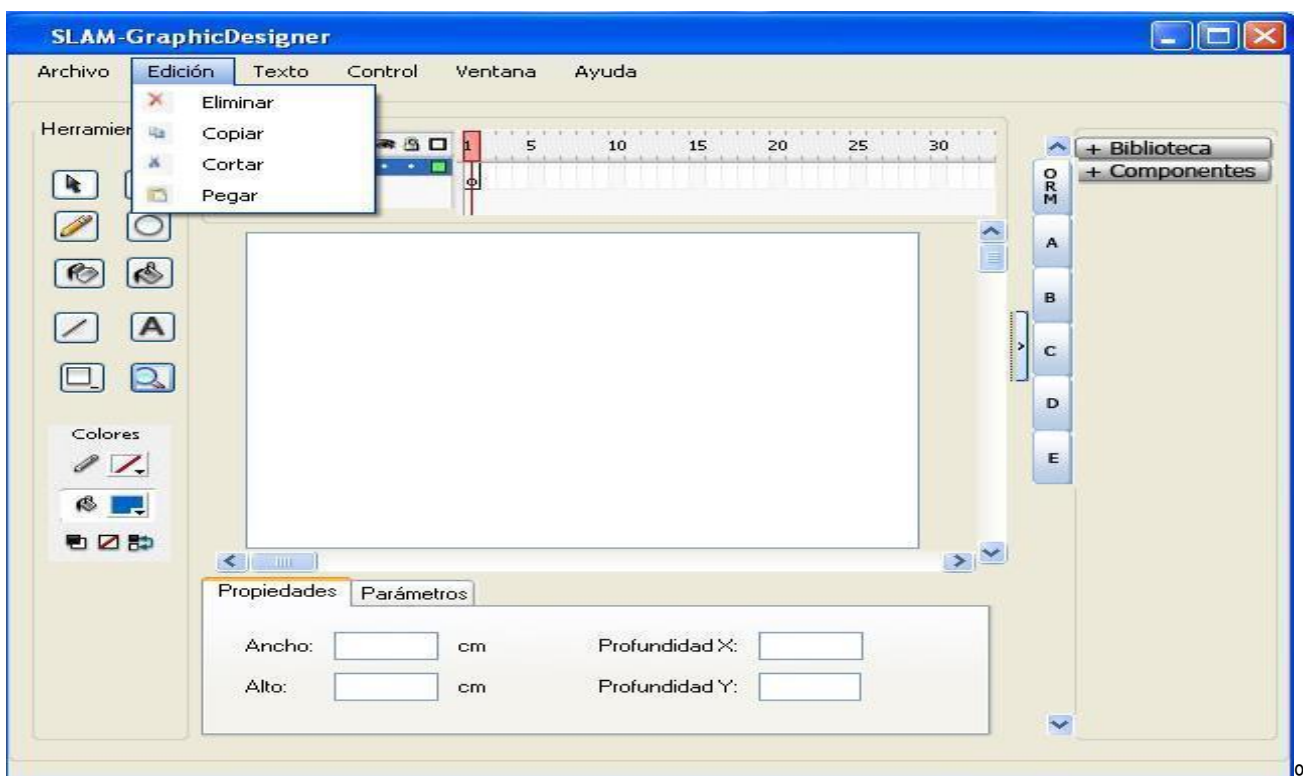 SLAM-GraphicDesigner
Archivo Edición Texto Control Ventana Ayuda
Eliminar
Copiar
Cortar
Pegar
Herramier
1 5 10 15 20 25 30
+ Biblioteca
+ Componentes
ORM
A
B
C
D
E
A
Colores
Propiedades Parámetros
Ancho: cm Profundidad X:
Alto: cm Profundidad Y: